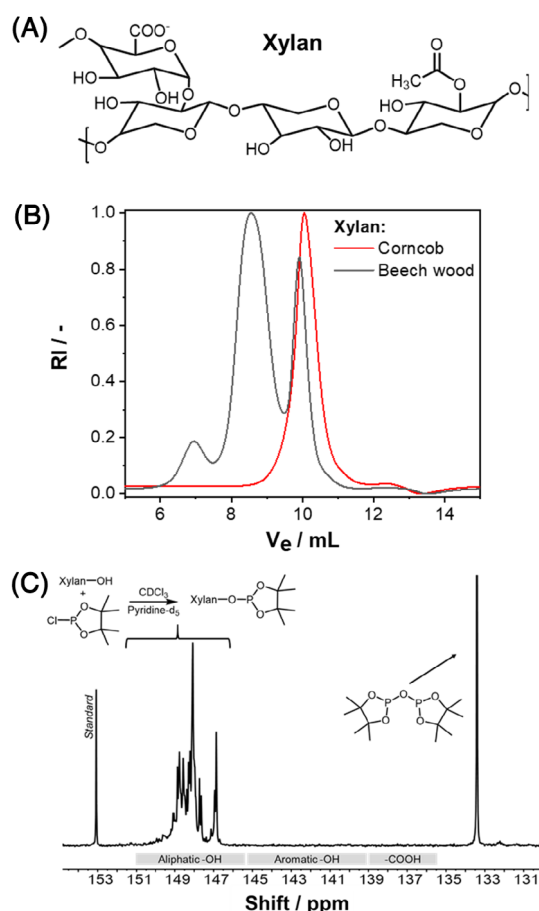 (A)
Xylan
COO-
O
O
HO
HO
OH
O
HO
O
O
O
O
HO
OH
O
O
H3C
O
HO
O
O
O
(B)
1.0
0.8
0.6
0.4
0.2
0.0
RI / -
Xylan:
Corncob
Beech wood
6 8 10 12 14
Ve / mL
(C)
Xylan—OH
+
Cl P O O
CDCl3
Pyridine-d5
Xylan O P O O
Standard
O P O P O O O
Aliphatic -OH Aromatic -OH -COOH
153 151 149 147 145 143 141 139 137 135 133 131
Shift / ppm